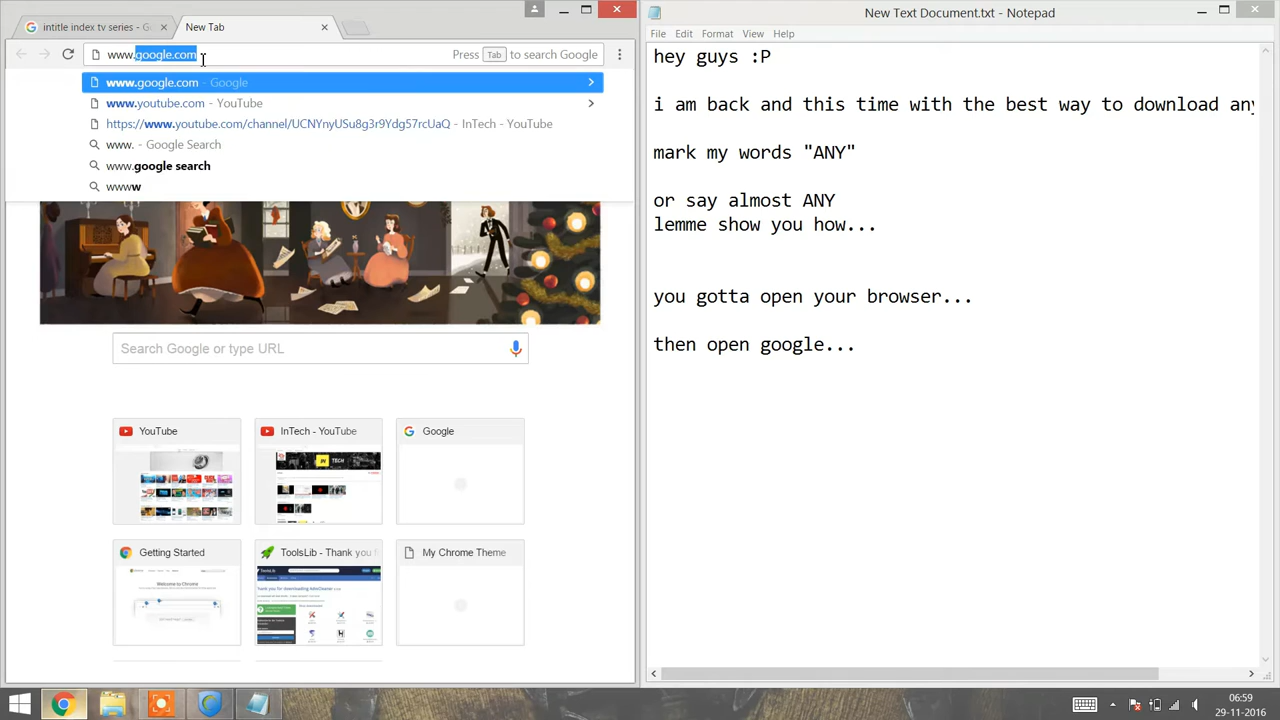 intitle index tv series - G
New Tab
www.google.com
Press Tab to search Google
www.google.com - Google
www.youtube.com - YouTube
https://www.youtube.com/channel/UCNYnyUSu8g3r9Ydg57rcUaQ - InTech - YouTube
www. - Google Search
www.google search
wwww
Search Google or type URL
YouTube
InTech - YouTube
Google
Getting Started
ToolsLib - Thank you f
My Chrome Theme
Welcome to Chrome!
New Text Document.txt - Notepad
File Edit Format View Help
hey guys :P
i am back and this time with the best way to download any
mark my words "ANY"
or say almost ANY
lemme show you how...
you gotta open your browser...
then open google...
06:59
29-11-2016